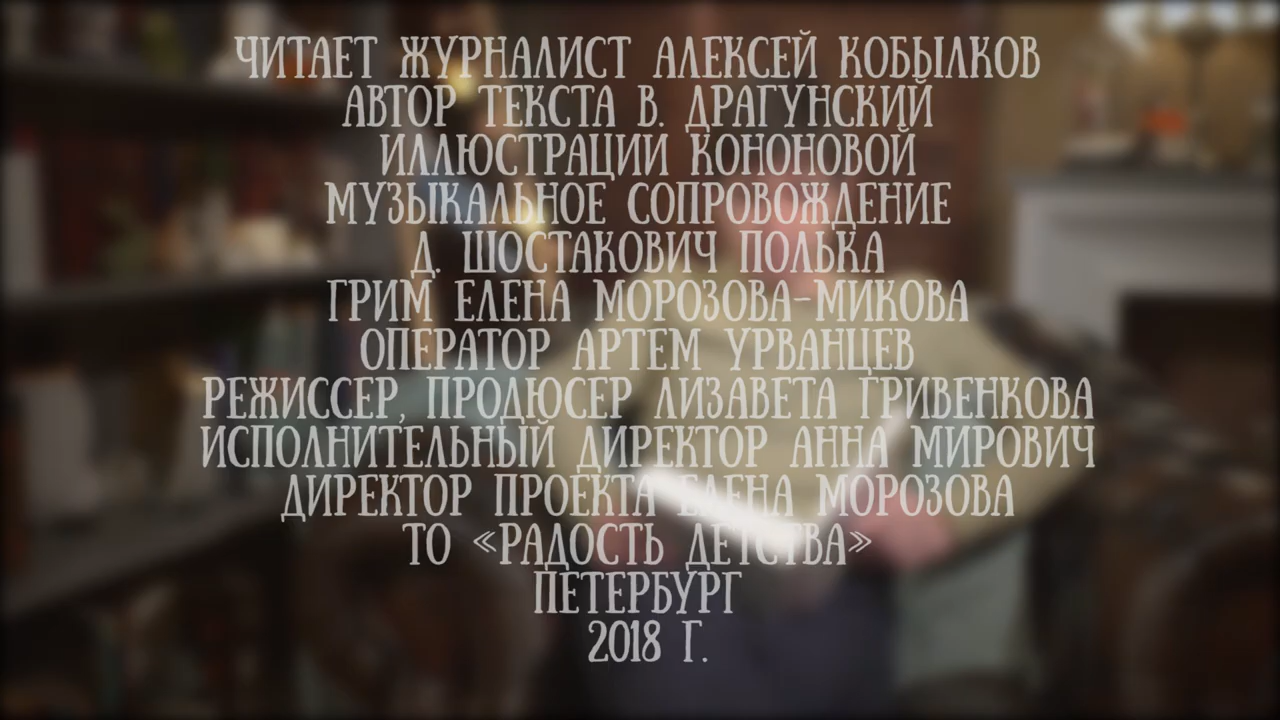 ЧИТАЕТ ЖУРНАЛИСТ АЛЕКСЕЙ КОБЫЛКОВ
АВТОР ТЕКСТА В. ДРАГУНСКИЙ
ИЛЛЮСТРАЦИИ КОНОНОВОЙ
МУЗЫКАЛЬНОЕ СОПРОВОЖДЕНИЕ
Д. ШОСТАКОВИЧ ПОЛЬКА
ГРИМ ЕЛЕНА МОРОЗОВА-МИКОВА
ОПЕРАТОР АРТЕМ УРВАНЦЕВ
РЕЖИССЕР, ПРОДЮСЕР ЛИЗАВЕТА ГРИВЕНКОВА
ИСПОЛНИТЕЛЬНЫЙ ДИРЕКТОР АННА МИРОВИЧ
ДИРЕКТОР ПРОЕКТА ЕЛЕНА МОРОЗОВА
ТО «РАДОСТЬ ДЕТСТВА»
ПЕТЕРБУРГ
2018 Г.